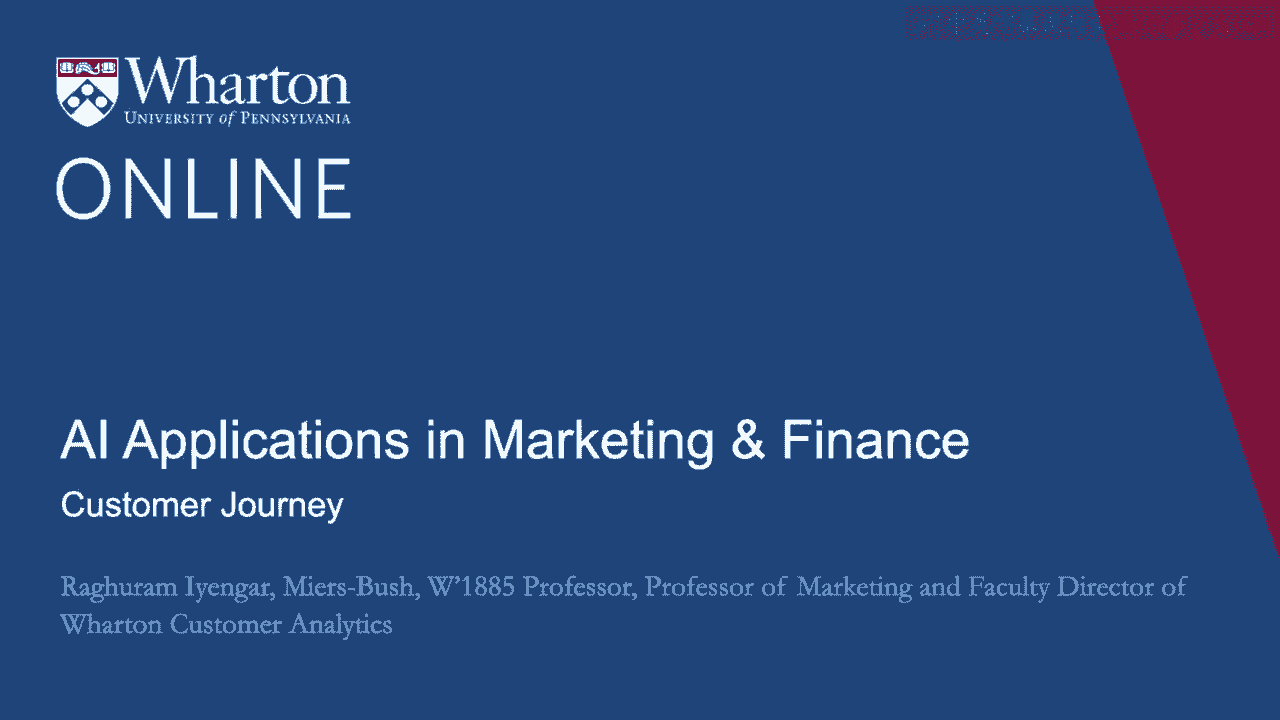 Wharton
UNIVERSITY of PENNSYLVANIA
ONLINE
AI Applications in Marketing & Finance
Customer Journey
Raghuram Iyengar, Miers-Bush, W’1885 Professor, Professor of Marketing and Faculty Director of
Wharton Customer Analytics